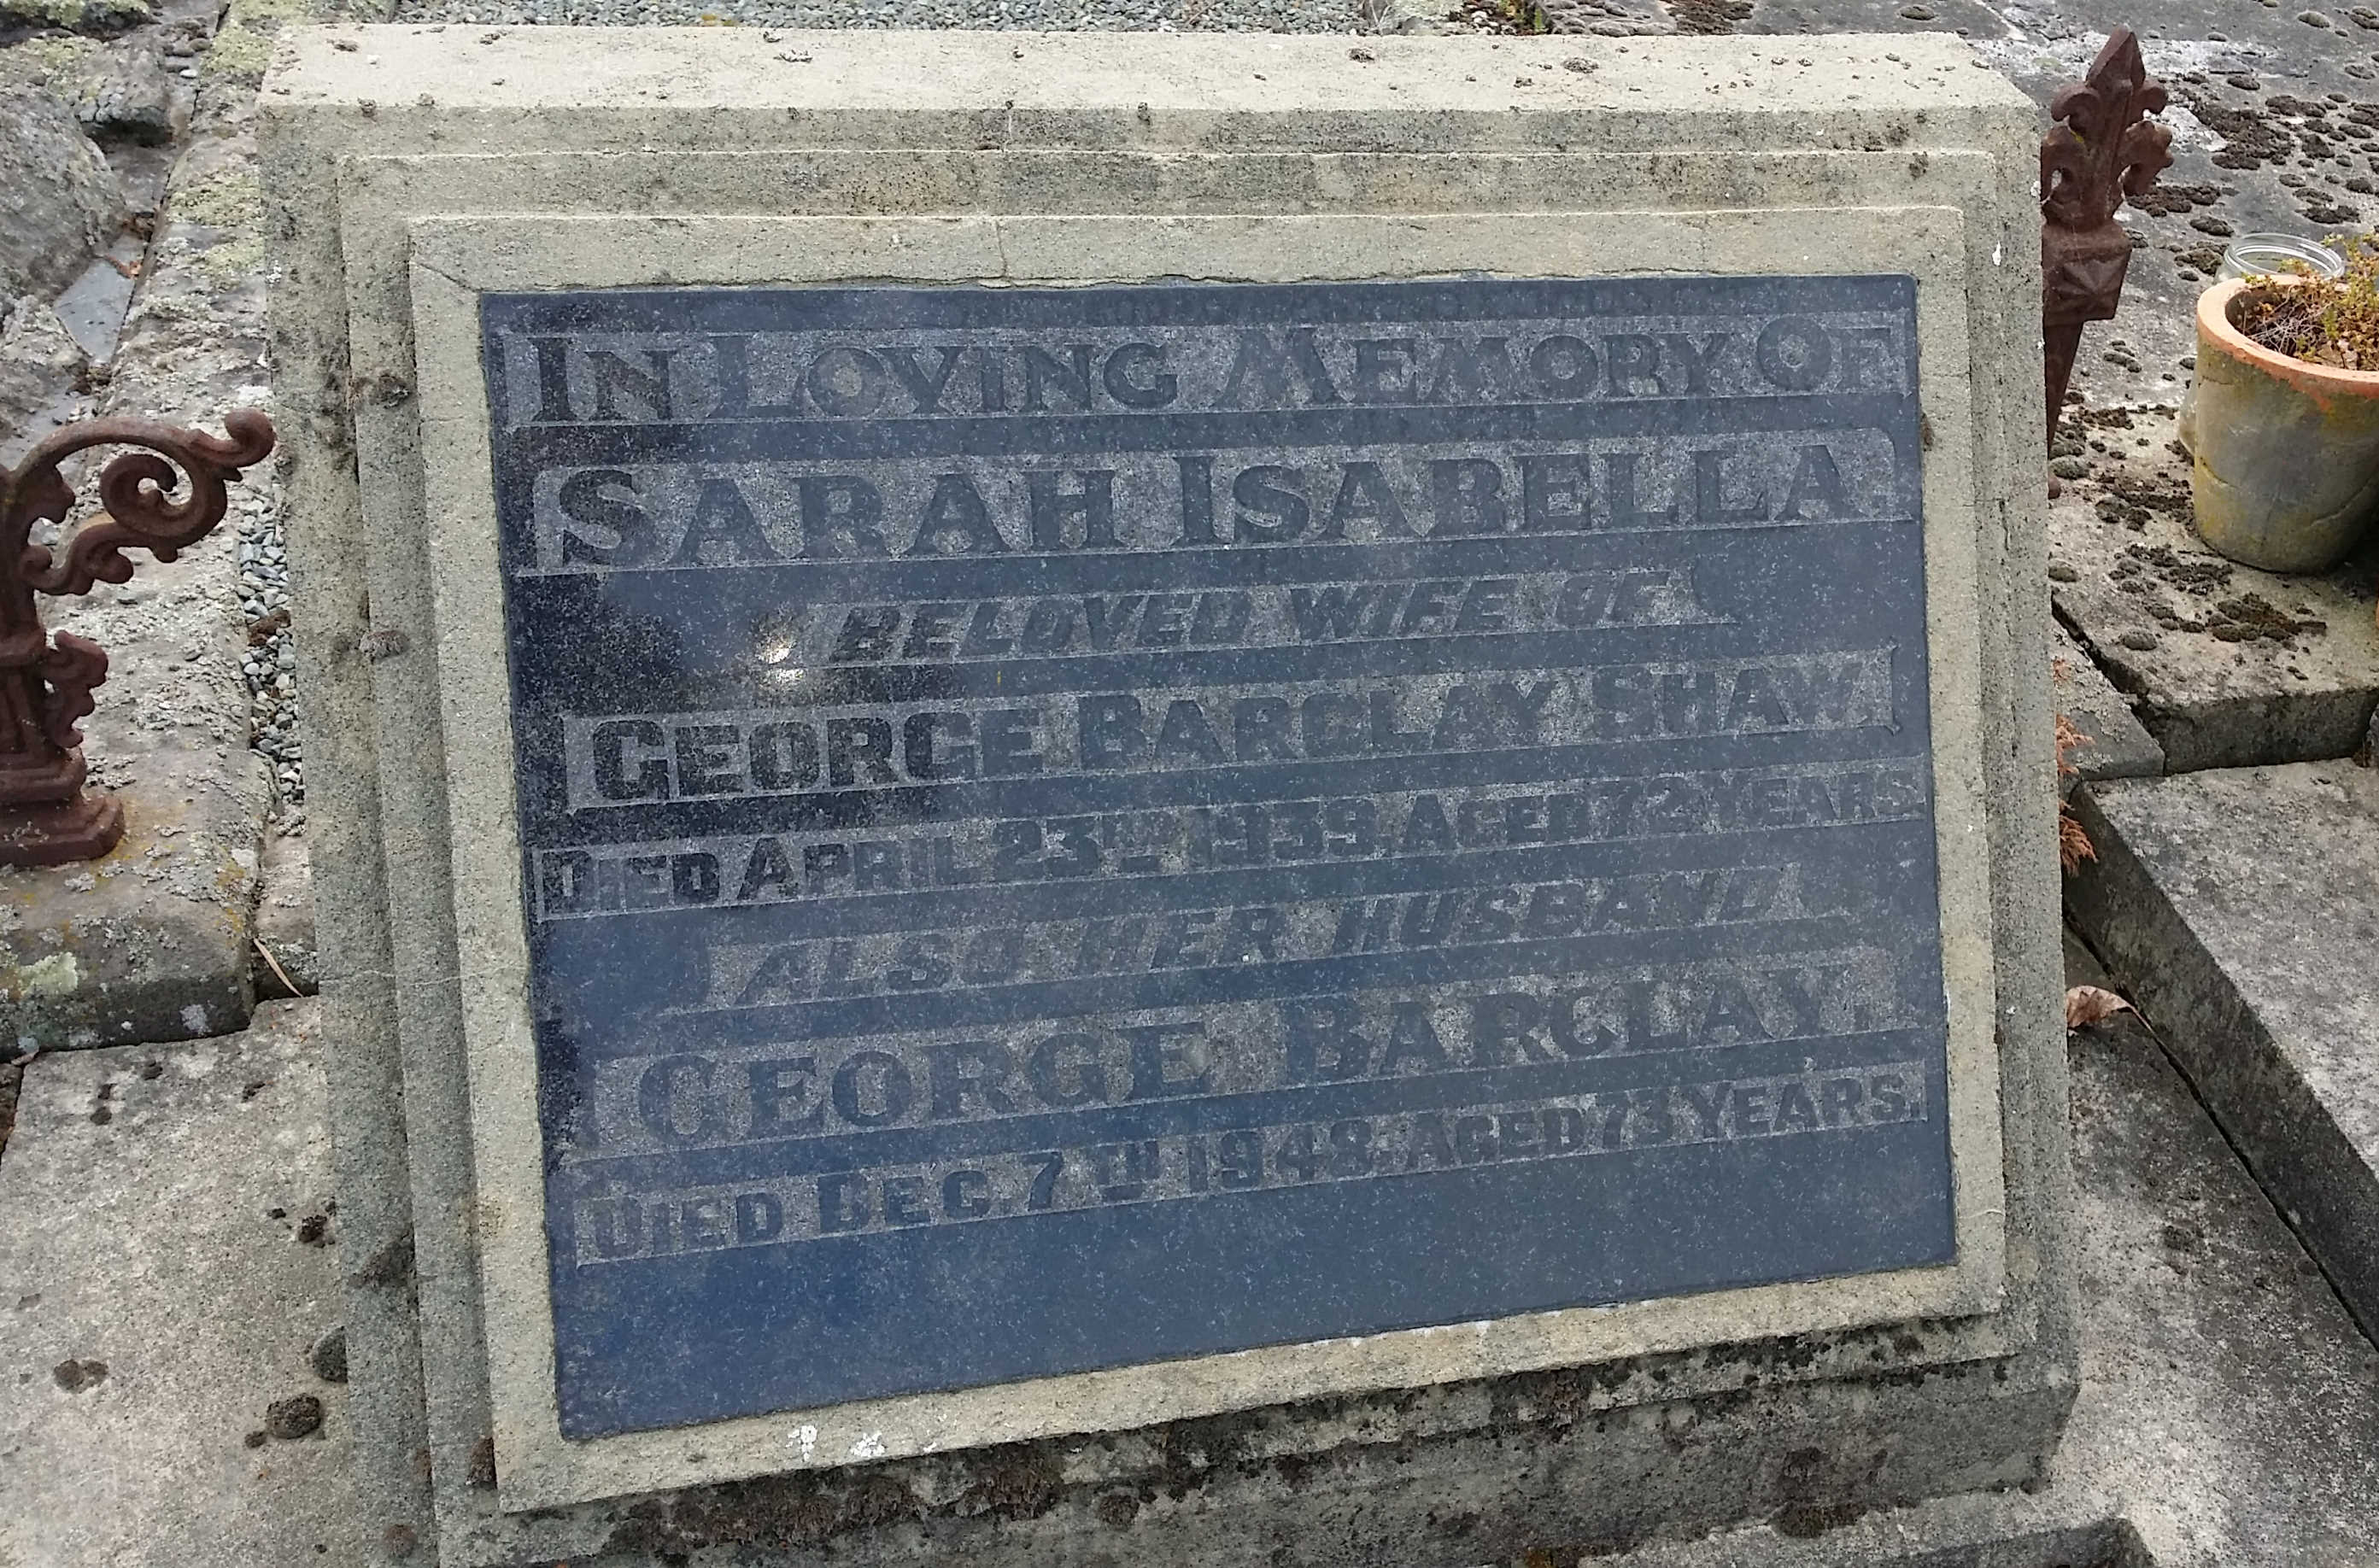 IN LOVING MEMORY OF
SARAH ISABELLA,
BELOVED WIFE OF
GEORGE BARCLAY SHAW,
DIED APRIL 23RD 1939, AGED 72 YEARS
ALSO HER HUSBAND
GEORGE BARCLAY,
DIED DEC. 7TH 1948. AGED 73 YEARS.